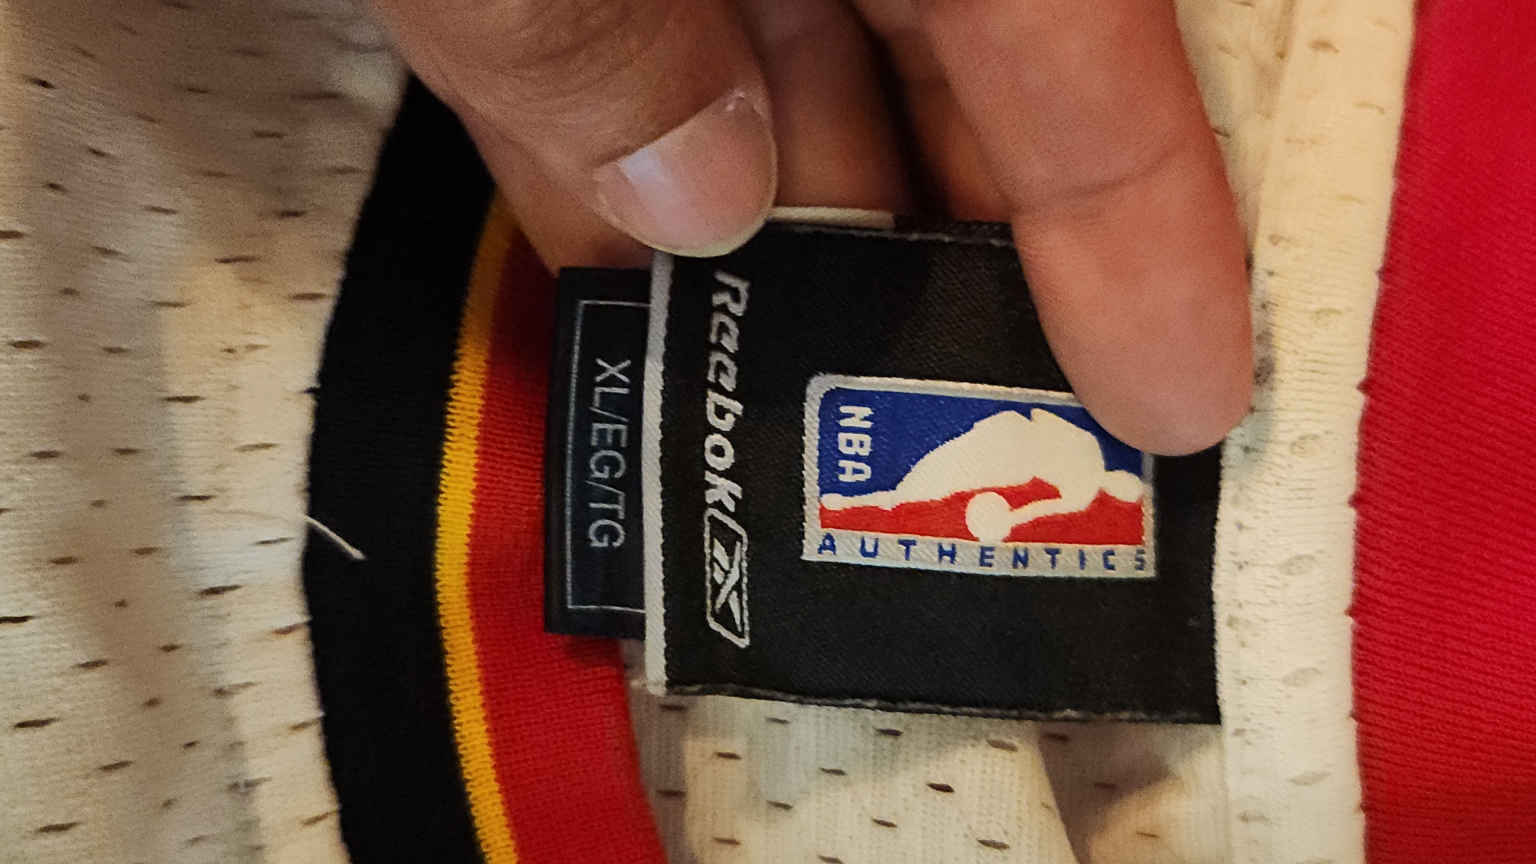 Reebok
NBA
AUTHENTICS
XL/EG/TG